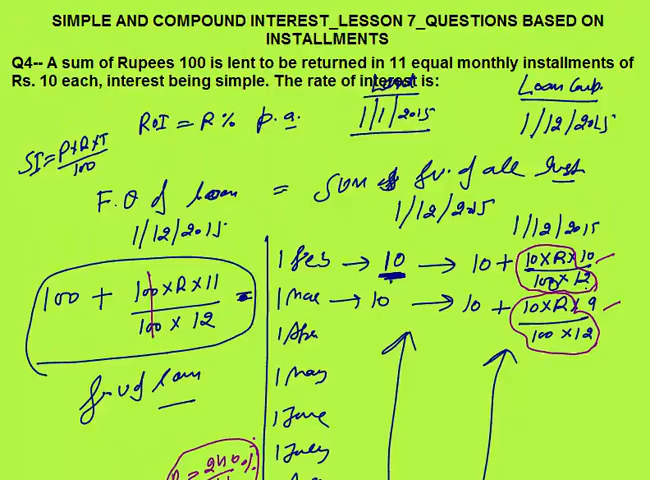 SIMPLE AND COMPOUND INTEREST_LESSON 7_QUESTIONS BASED ON
INSTALLMENTS
Q4-- A sum of Rupees 100 is lent to be returned in 11 equal monthly installments of
Rs. 10 each, interest being simple. The rate of interest is:
Loan Comp.
ROI = R% p.a. 1/1/2015 1/12/2015
SI = P×R×T/100
F.V of loan = sum of fv. of all Inst
1/12/2015 1/12/2015
1/12/2015
1 Feb → 10 → 10 + 10×R×10/100×12
100 + 100×R×11/100×12 =
1 Mar → 10 → 10 + 10×R×9/100×12
1 Apr
1 May
f.v of loan
1 June
1 July